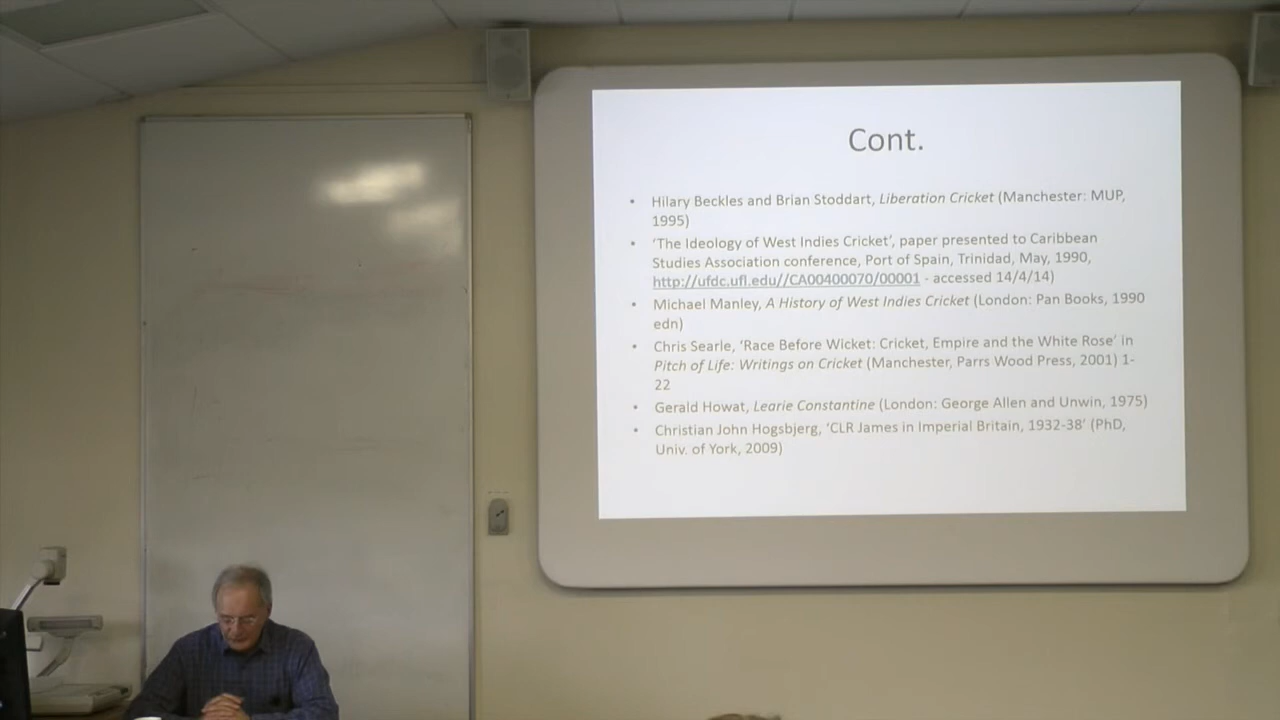 Cont.
• Hilary Beckles and Brian Stoddart, Liberation Cricket (Manchester: MUP,
1995)
• ‘The Ideology of West Indies Cricket’, paper presented to Caribbean
Studies Association conference, Port of Spain, Trinidad, May, 1990,
http://ufdc.ufl.edu//CA00400070/00001 - accessed 14/4/14)
• Michael Manley, A History of West Indies Cricket (London: Pan Books, 1990
edn)
• Chris Searle, ‘Race Before Wicket: Cricket, Empire and the White Rose’ in
Pitch of Life: Writings on Cricket (Manchester, Parrs Wood Press, 2001) 1-
22
• Gerald Howat, Learie Constantine (London: George Allen and Unwin, 1975)
• Christian John Hogsbjerg, ‘CLR James in Imperial Britain, 1932-38’ (PhD,
Univ. of York, 2009)